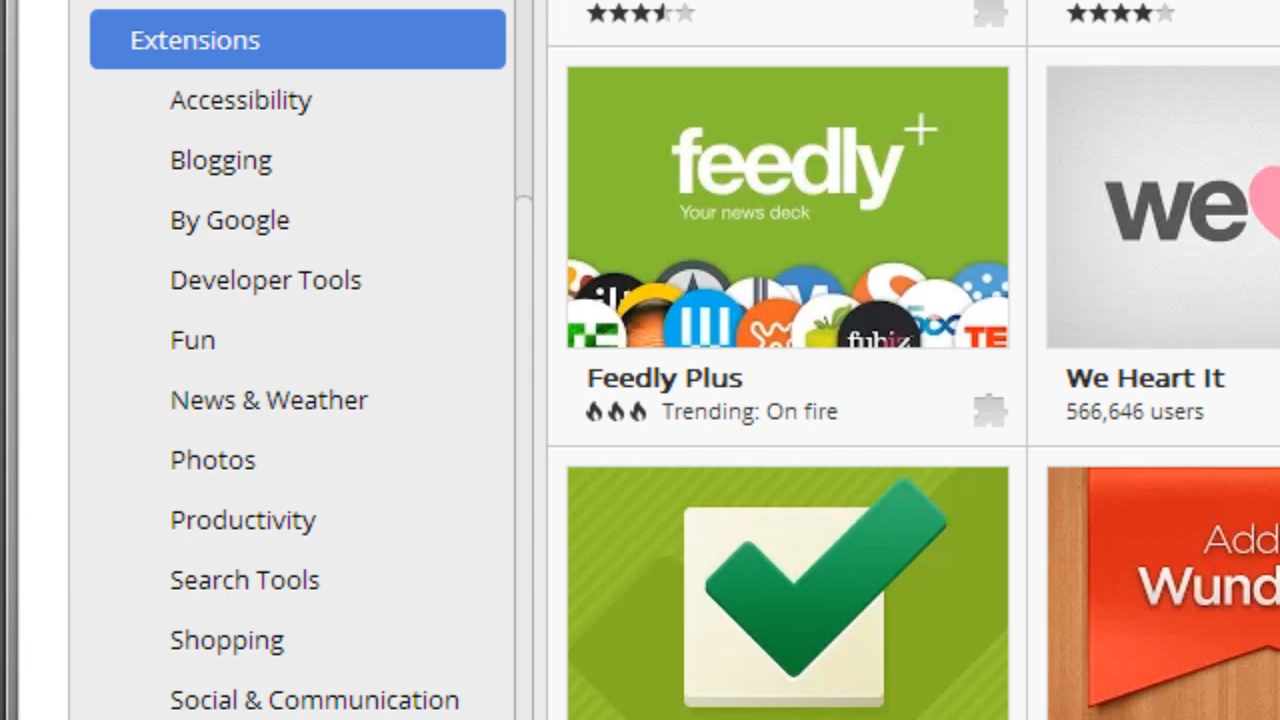 Extensions
Accessibility
Blogging
By Google
Developer Tools
Fun
News & Weather
Photos
Productivity
Search Tools
Shopping
Social & Communication
feedly+
Your news deck
fubiz
Feedly Plus
Trending: On fire
we
We Heart It
566,646 users
Add
Wund